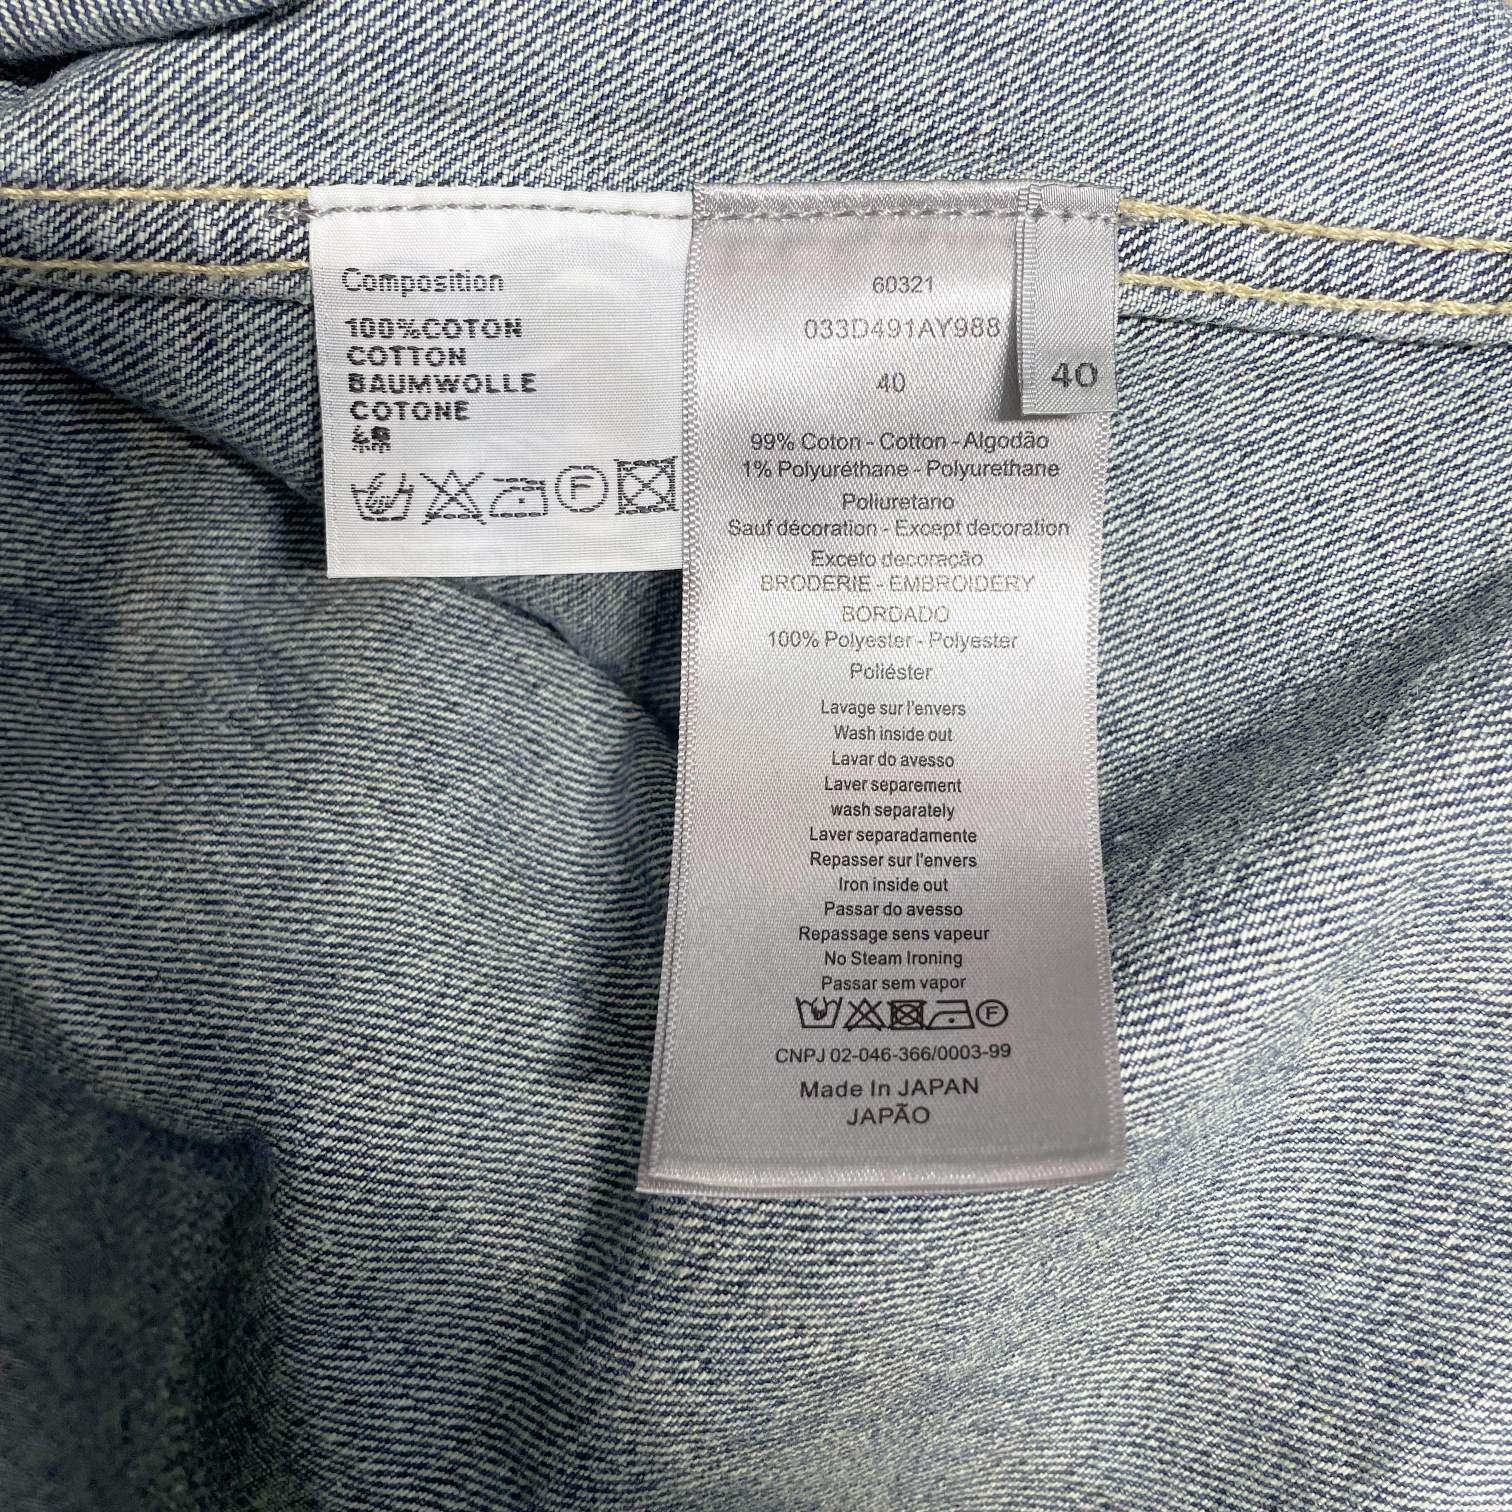 Composition
100%COTON
COTTON
BAUMWOLLE
COTONE
F
60321
033D491AY988
40
40
99% Coton - Cotton - Algodão
1% Polyuréthane - Polyurethane
Poliuretano
Sauf décoration - Except decoration
Exceto decoração
BRODERIE - EMBROIDERY
BORDADO
100% Polyester - Polyester
Poliéster
Lavage sur l'envers
Wash inside out
Lavar do avesso
Laver separement
wash separately
Laver separadamente
Repasser sur l'envers
Iron inside out
Passar do avesso
Repassage sens vapeur
No Steam Ironing
Passar sem vapor
F
CNPJ 02-046-366/0003-99
Made In JAPAN
JAPÃO